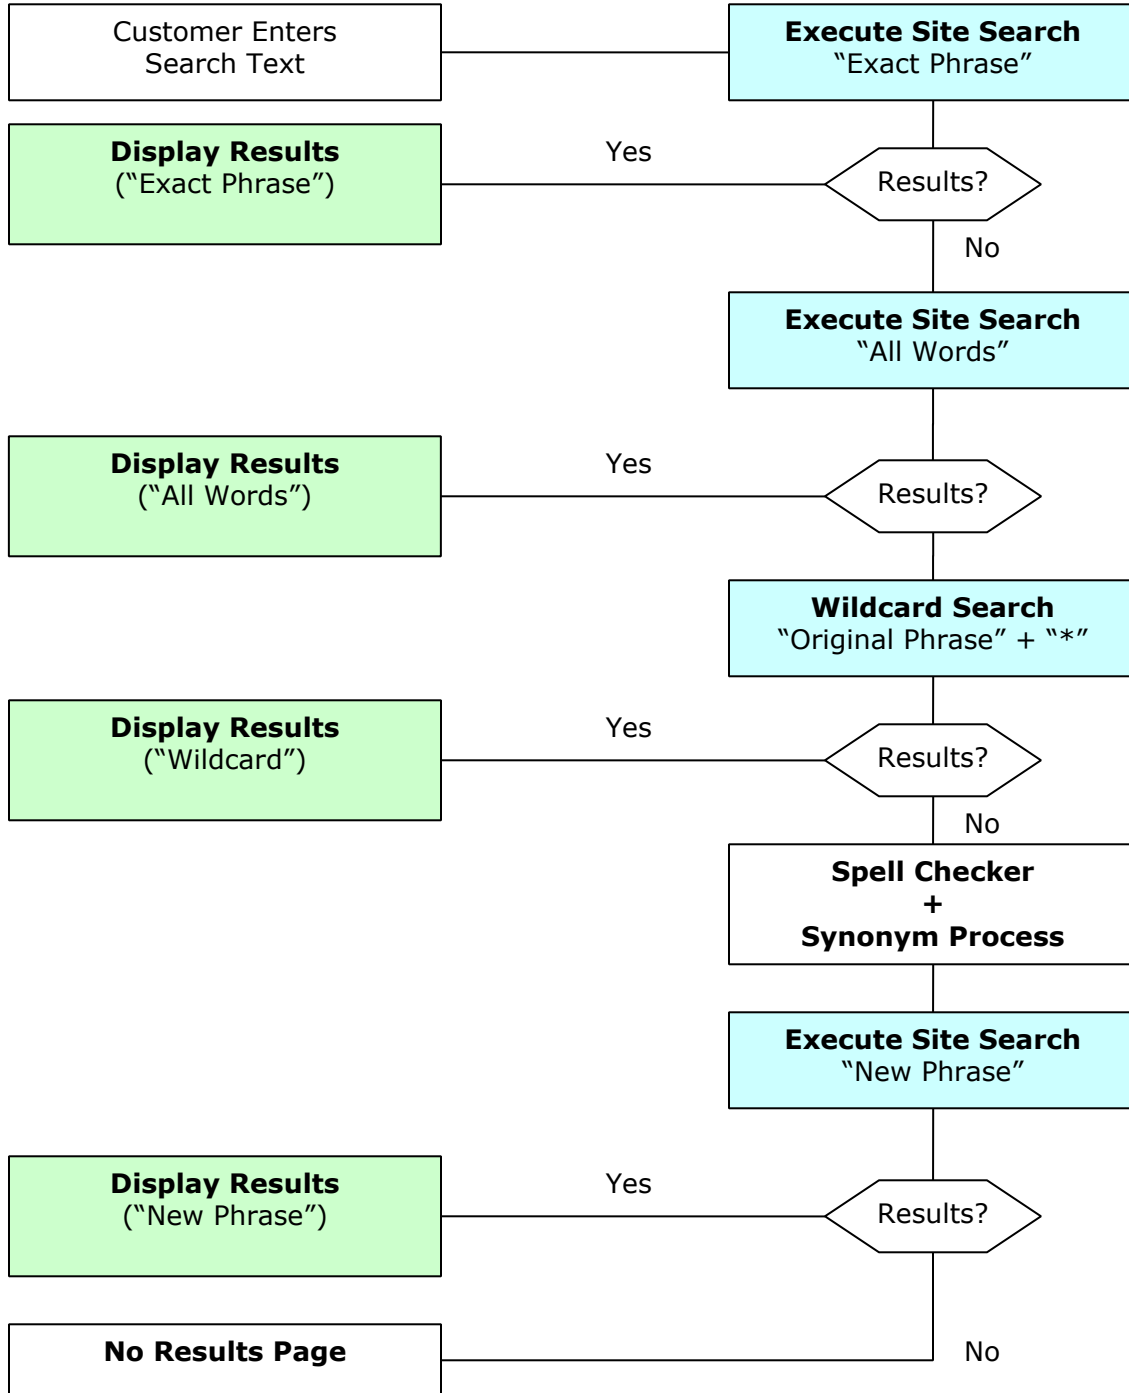 Customer Enters
Search Text
Execute Site Search
“Exact Phrase”
Display Results
(“Exact Phrase”)
Yes
Results?
No
Execute Site Search
“All Words”
Display Results
(“All Words”)
Yes
Results?
Wildcard Search
“Original Phrase” + “*”
Display Results
(“Wildcard”)
Yes
Results?
No
Spell Checker
+
Synonym Process
Execute Site Search
“New Phrase”
Display Results
(“New Phrase”)
Yes
Results?
No Results Page
No